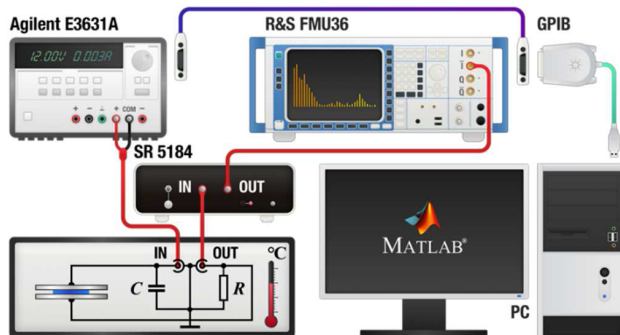 Agilent E3631A
R&S FMU36
GPIB
12.00V 0.003A
+ − ⊥ + COM −
I
Ī
Q
Q̄
SR 5184
IN OUT
IN OUT °C
C R
MATLAB®
PC